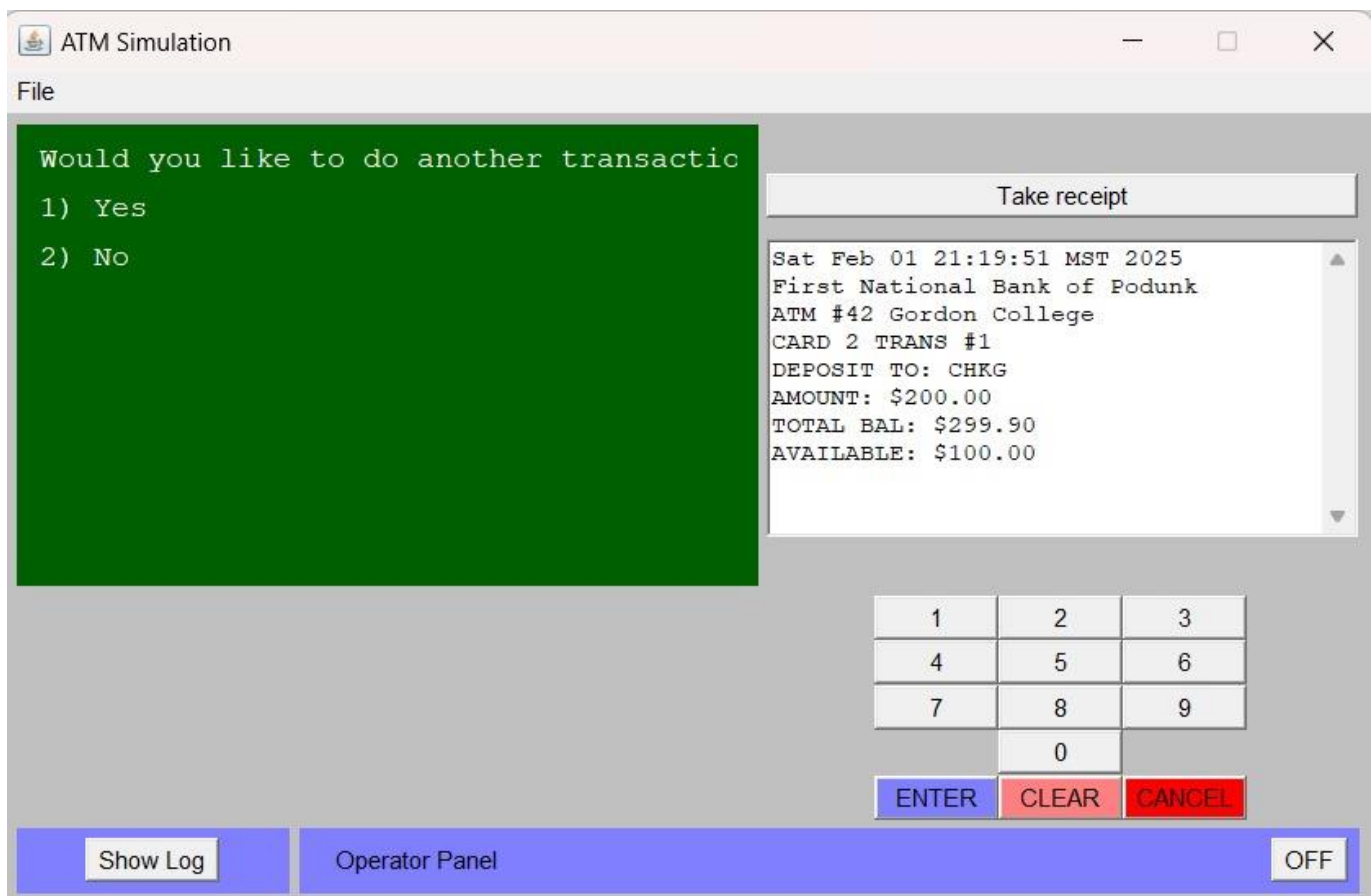 ATM Simulation
File
Would you like to do another transactio
1) Yes
2) No
Take receipt
Sat Feb 01 21:19:51 MST 2025
First National Bank of Podunk
ATM #42 Gordon College
CARD 2 TRANS #1
DEPOSIT TO: CHKG
AMOUNT: $200.00
TOTAL BAL: $299.90
AVAILABLE: $100.00
1 2 3
4 5 6
7 8 9
0
ENTER CLEAR CANCEL
Show Log Operator Panel OFF